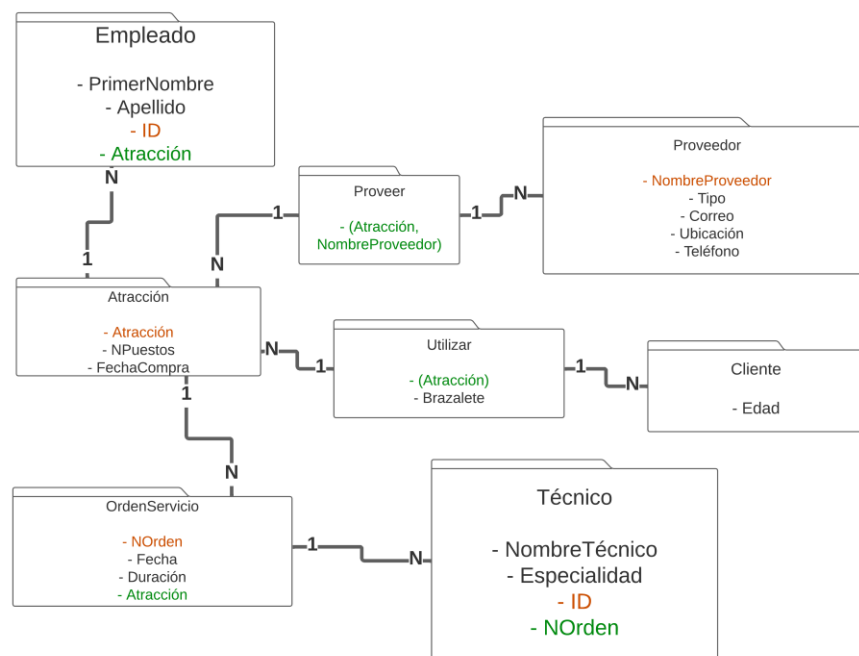 Empleado
- PrimerNombre
- Apellido
- ID
- Atracción
N
1
Proveedor
- NombreProveedor
- Tipo
- Correo
- Ubicación
- Teléfono
Proveer
- (Atracción,
NombreProveedor)
1
N
1
N
Atracción
- Atracción
- NPuestos
- FechaCompra
N
1
Utilizar
- (Atracción)
- Brazalete
1
N
Cliente
- Edad
1
N
OrdenServicio
- NOrden
- Fecha
- Duración
- Atracción
1
N
Técnico
- NombreTécnico
- Especialidad
- ID
- NOrden